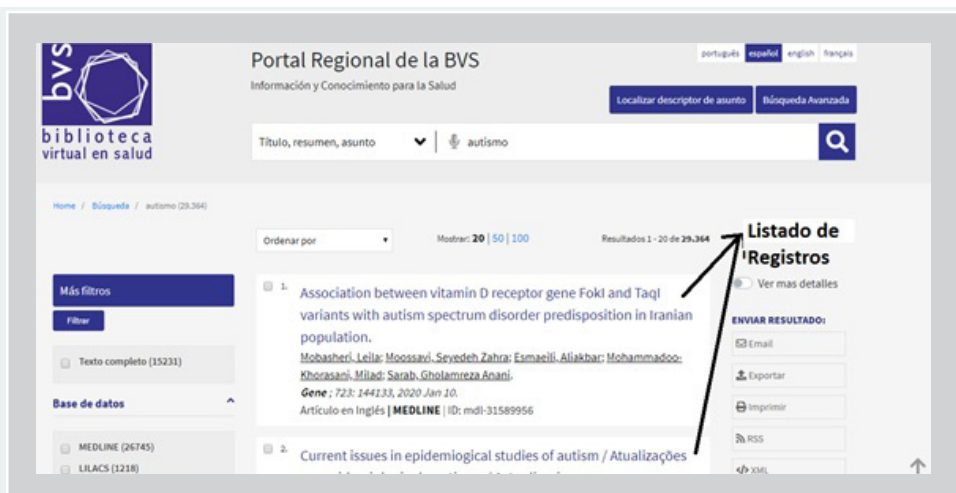 bvs
biblioteca
virtual en salud
Portal Regional de la BVS
Información y Conocimiento para la Salud
português español english français
Localizar descriptor de asunto Búsqueda Avanzada
Título, resumen, asunto autismo
Home / Búsqueda / autismo (29.364)
Ordenar por Mostrar: 20 | 50 | 100 Resultados 1 - 20 de 29.364
Listado de
Registros
Ver mas detalles
Más filtros
Filtrar
Texto completo (15231)
Base de datos
MEDLINE (26745)
LILACS (1218)
1. Association between vitamin D receptor gene FokI and TaqI
variants with autism spectrum disorder predisposition in Iranian
population.
Mobasheri, Leila; Moossavi, Seyedeh Zahra; Esmaeili, Aliakbar; Mohammadoo-
Khorasani, Milad; Sarab, Gholamreza Anani.
Gene ; 723: 144133, 2020 Jan 10.
Artículo en Inglés | MEDLINE | ID: mdl-31589956
2. Current issues in epidemiogical studies of autism / Atualizações
ENVIAR RESULTADO:
Email
Exportar
Imprimir
RSS
XML